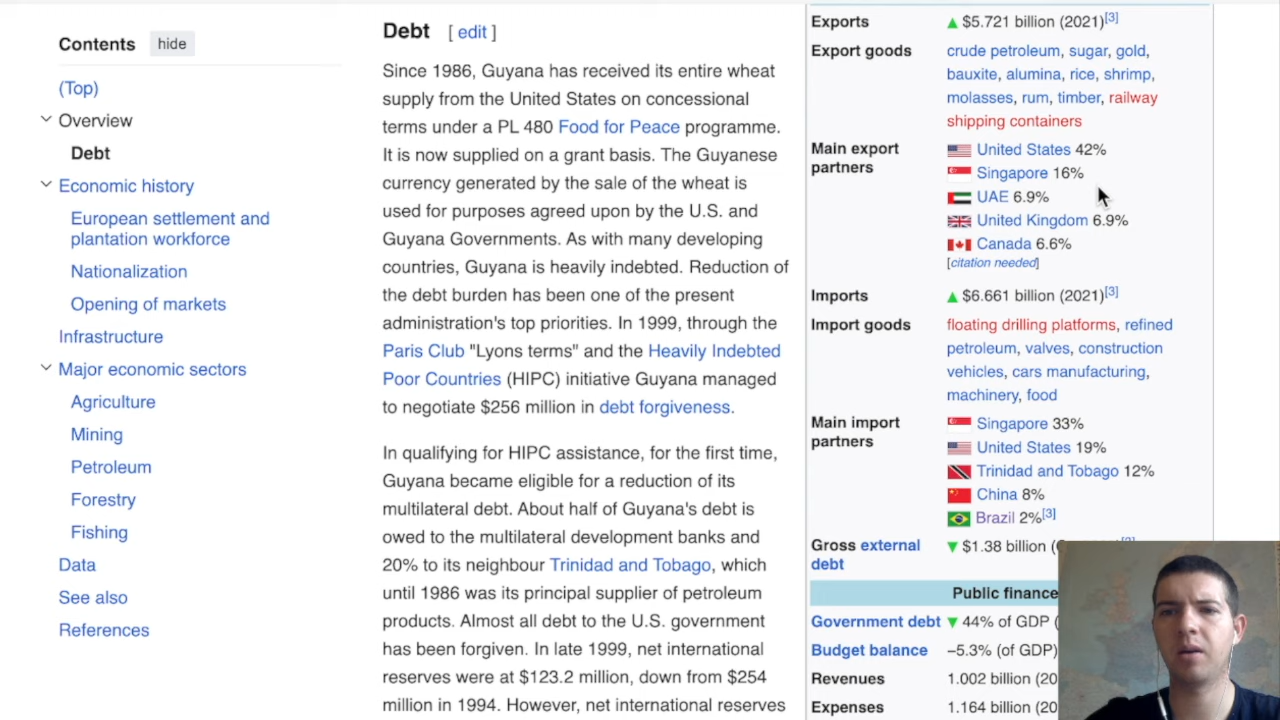 Contents hide
(Top)
Overview
Debt
Economic history
European settlement and
plantation workforce
Nationalization
Opening of markets
Infrastructure
Major economic sectors
Agriculture
Mining
Petroleum
Forestry
Fishing
Data
See also
References
Debt [ edit ]
Since 1986, Guyana has received its entire wheat
supply from the United States on concessional
terms under a PL 480 Food for Peace programme.
It is now supplied on a grant basis. The Guyanese
currency generated by the sale of the wheat is
used for purposes agreed upon by the U.S. and
Guyana Governments. As with many developing
countries, Guyana is heavily indebted. Reduction of
the debt burden has been one of the present
administration's top priorities. In 1999, through the
Paris Club "Lyons terms" and the Heavily Indebted
Poor Countries (HIPC) initiative Guyana managed
to negotiate $256 million in debt forgiveness.
In qualifying for HIPC assistance, for the first time,
Guyana became eligible for a reduction of its
multilateral debt. About half of Guyana's debt is
owed to the multilateral development banks and
20% to its neighbour Trinidad and Tobago, which
until 1986 was its principal supplier of petroleum
products. Almost all debt to the U.S. government
has been forgiven. In late 1999, net international
reserves were at $123.2 million, down from $254
million in 1994. However, net international reserves
Exports ▲ $5.721 billion (2021)[3]
Export goods crude petroleum, sugar, gold,
bauxite, alumina, rice, shrimp,
molasses, rum, timber, railway
shipping containers
Main export
partners
United States 42%
Singapore 16%
UAE 6.9%
United Kingdom 6.9%
Canada 6.6%
[citation needed]
Imports ▲ $6.661 billion (2021)[3]
Import goods floating drilling platforms, refined
petroleum, valves, construction
vehicles, cars manufacturing,
machinery, food
Main import
partners
Singapore 33%
United States 19%
Trinidad and Tobago 12%
China 8%
Brazil 2%[3]
Gross external
debt
▼ $1.38 billion (
Public finance
Government debt ▼ 44% of GDP (
Budget balance –5.3% (of GDP)
Revenues 1.002 billion (20
Expenses 1.164 billion (20